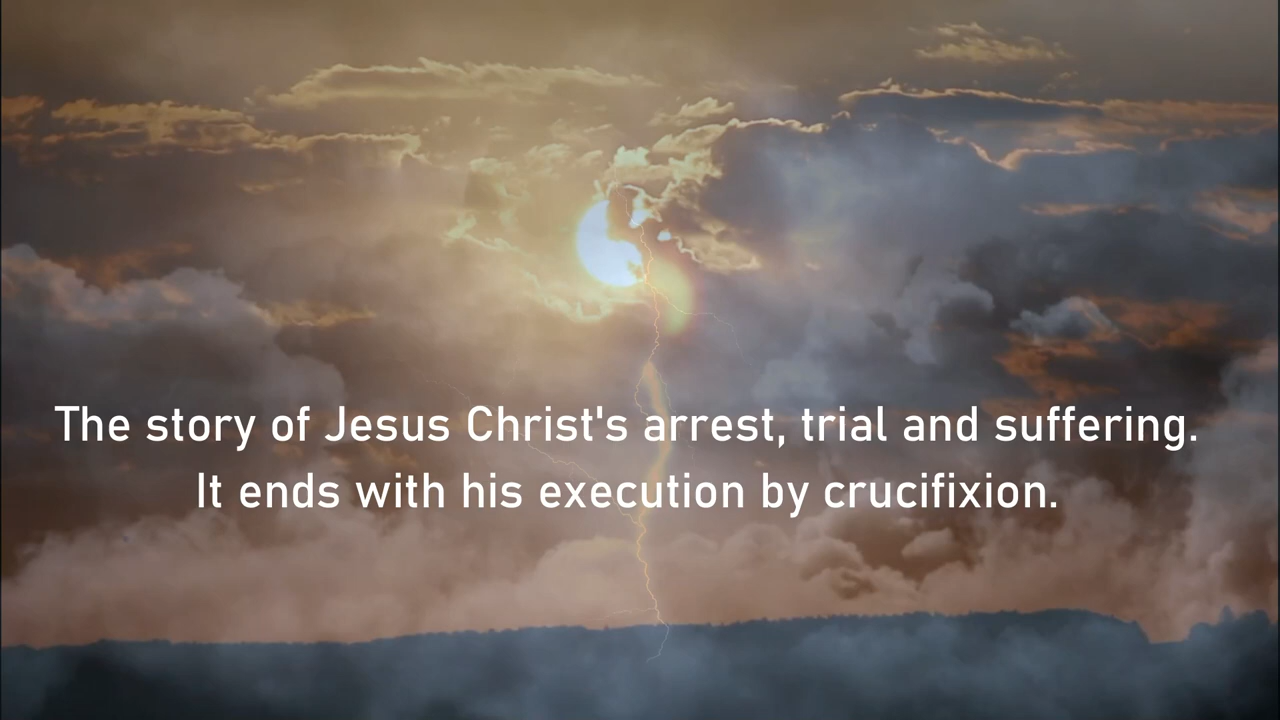 The story of Jesus Christ's arrest, trial and suffering.
It ends with his execution by crucifixion.